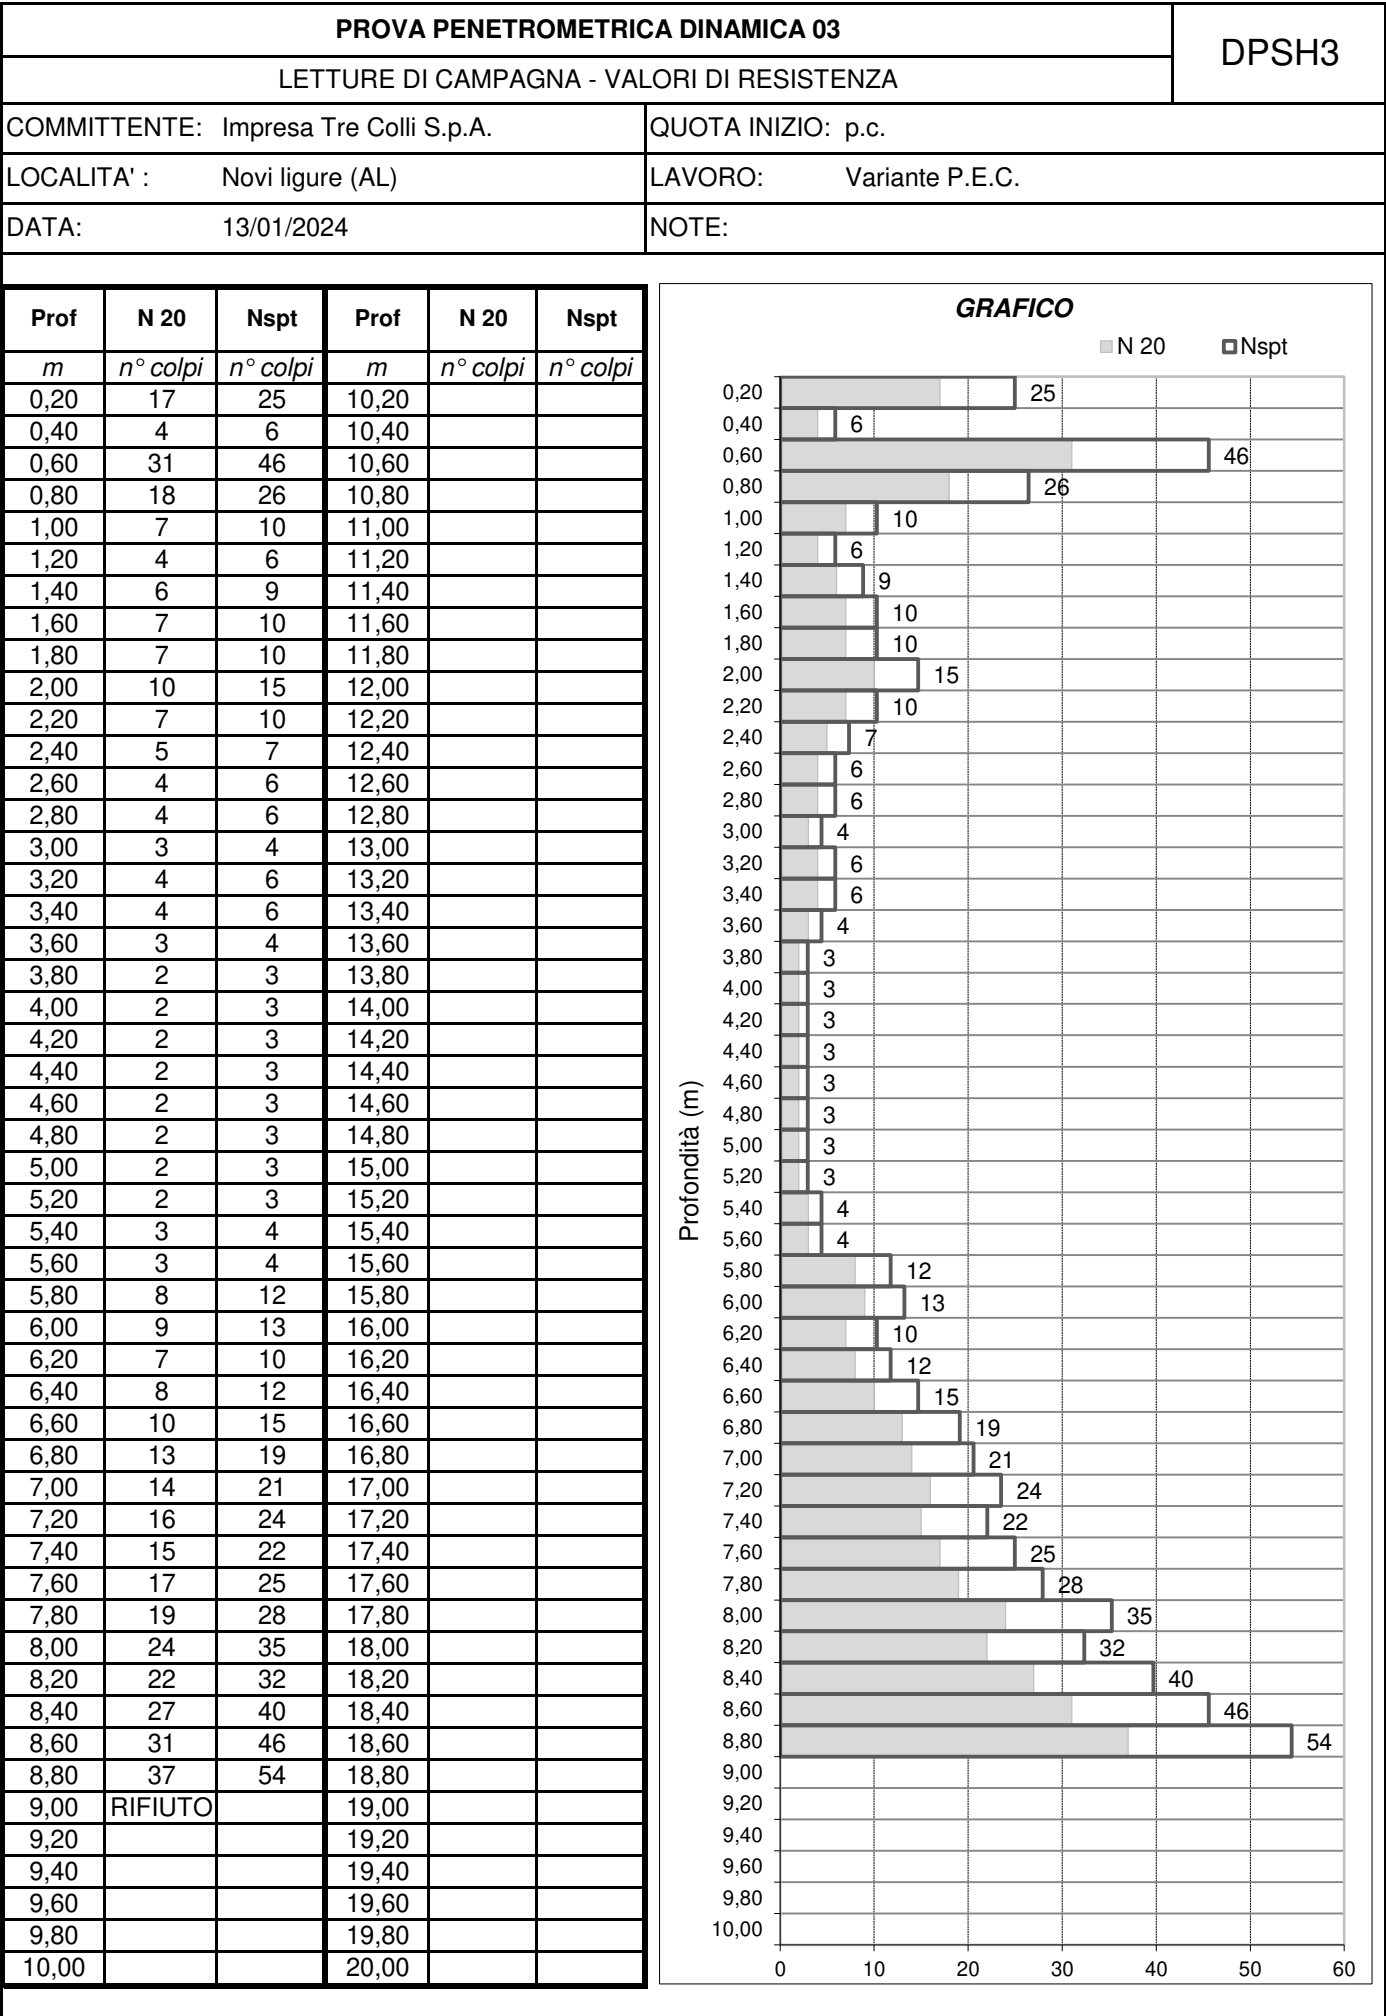 PROVA PENETROMETRICA DINAMICA 03
DPSH3
LETTURE DI CAMPAGNA - VALORI DI RESISTENZA
COMMITTENTE: Impresa Tre Colli S.p.A. QUOTA INIZIO: p.c.
LOCALITA' : Novi ligure (AL) LAVORO: Variante P.E.C.
DATA: 13/01/2024 NOTE:
Prof N 20 Nspt Prof N 20 Nspt
m n° colpi n° colpi m n° colpi n° colpi
0,20 17 25 10,20
0,40 4 6 10,40
0,60 31 46 10,60
0,80 18 26 10,80
1,00 7 10 11,00
1,20 4 6 11,20
1,40 6 9 11,40
1,60 7 10 11,60
1,80 7 10 11,80
2,00 10 15 12,00
2,20 7 10 12,20
2,40 5 7 12,40
2,60 4 6 12,60
2,80 4 6 12,80
3,00 3 4 13,00
3,20 4 6 13,20
3,40 4 6 13,40
3,60 3 4 13,60
3,80 2 3 13,80
4,00 2 3 14,00
4,20 2 3 14,20
4,40 2 3 14,40
4,60 2 3 14,60
4,80 2 3 14,80
5,00 2 3 15,00
5,20 2 3 15,20
5,40 3 4 15,40
5,60 3 4 15,60
5,80 8 12 15,80
6,00 9 13 16,00
6,20 7 10 16,20
6,40 8 12 16,40
6,60 10 15 16,60
6,80 13 19 16,80
7,00 14 21 17,00
7,20 16 24 17,20
7,40 15 22 17,40
7,60 17 25 17,60
7,80 19 28 17,80
8,00 24 35 18,00
8,20 22 32 18,20
8,40 27 40 18,40
8,60 31 46 18,60
8,80 37 54 18,80
9,00 RIFIUTO 19,00
9,20 19,20
9,40 19,40
9,60 19,60
9,80 19,80
10,00 20,00
GRAFICO
N 20 Nspt
Profondità (m)
0,20 25
0,40 6
0,60 46
0,80 26
1,00 10
1,20 6
1,40 9
1,60 10
1,80 10
2,00 15
2,20 10
2,40 7
2,60 6
2,80 6
3,00 4
3,20 6
3,40 6
3,60 4
3,80 3
4,00 3
4,20 3
4,40 3
4,60 3
4,80 3
5,00 3
5,20 3
5,40 4
5,60 4
5,80 12
6,00 13
6,20 10
6,40 12
6,60 15
6,80 19
7,00 21
7,20 24
7,40 22
7,60 25
7,80 28
8,00 35
8,20 32
8,40 40
8,60 46
8,80 54
9,00
9,20
9,40
9,60
9,80
10,00
0 10 20 30 40 50 60